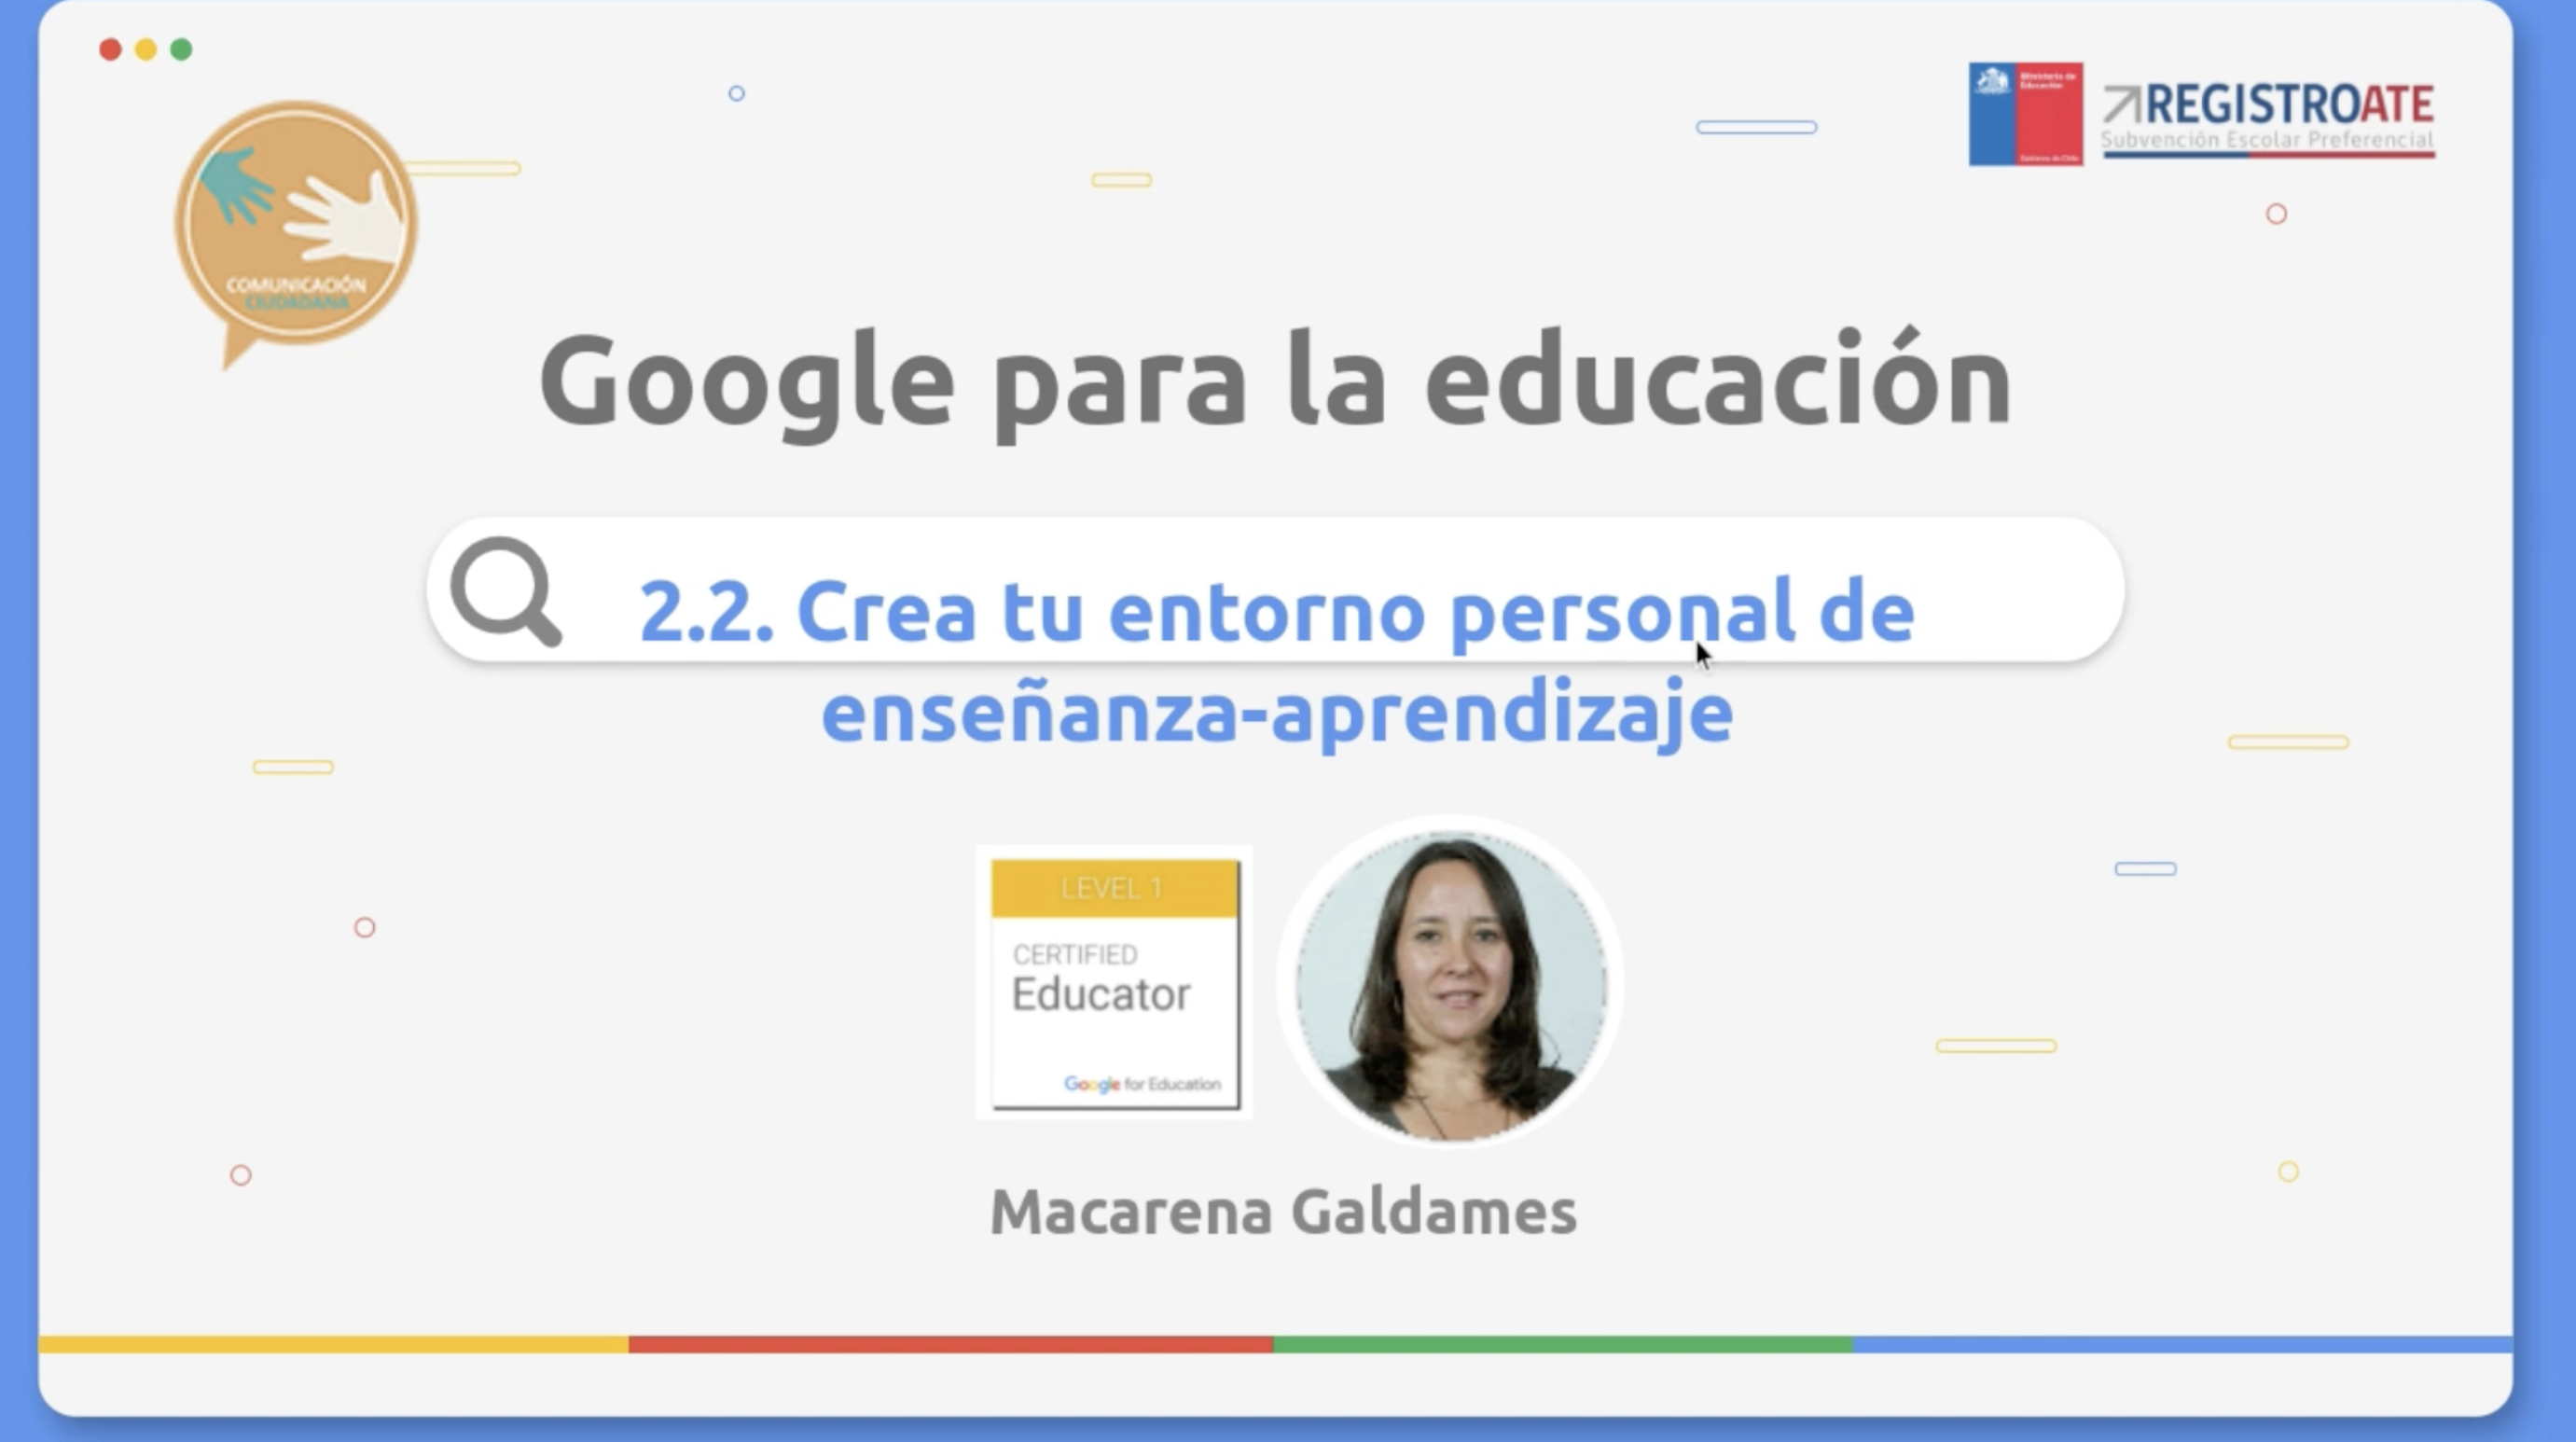 Ministerio de
Educación
Gobierno de Chile
REGISTROATE
Subvención Escolar Preferencial
COMUNICACIÓN
CIUDADANA
Google para la educación
2.2. Crea tu entorno personal de
enseñanza-aprendizaje
LEVEL 1
CERTIFIED
Educator
Google for Education
Macarena Galdames